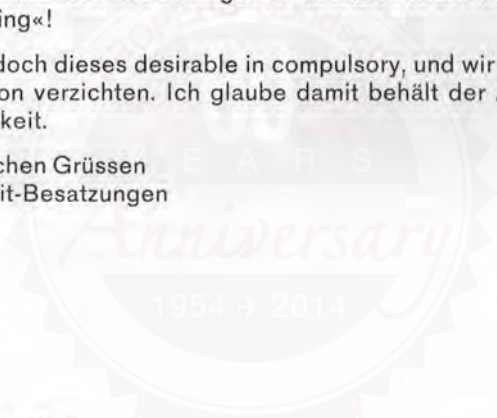 ing«!
doch dieses desirable in compulsory, und wir
on verzichten. Ich glaube damit behält der
keit.
chen Grüssen
it-Besatzungen
YEARS
Anniversary
1954 → 2014